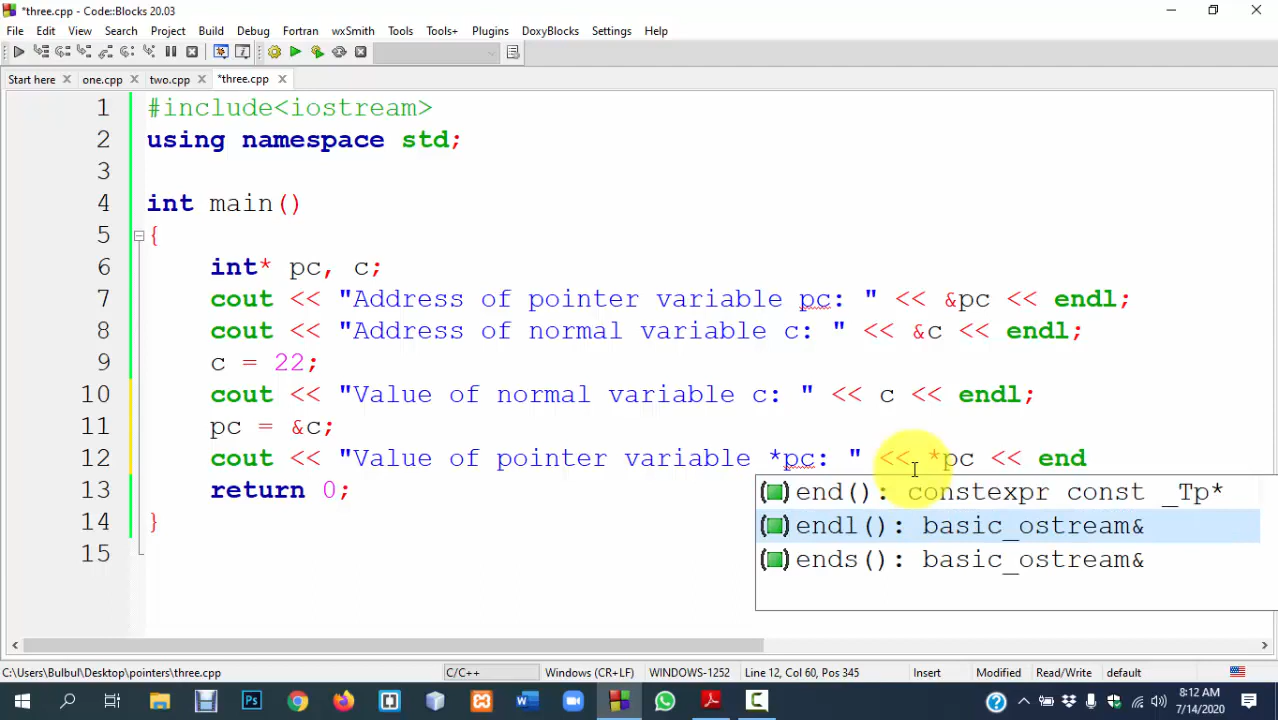 *three.cpp - Code::Blocks 20.03
File Edit View Search Project Build Debug Fortran wxSmith Tools Tools+ Plugins DoxyBlocks Settings Help
Start here one.cpp two.cpp *three.cpp
1 #include<iostream>
2 using namespace std;
3
4 int main()
5 {
6 int* pc, c;
7 cout << "Address of pointer variable pc: " << &pc << endl;
8 cout << "Address of normal variable c: " << &c << endl;
9 c = 22;
10 cout << "Value of normal variable c: " << c << endl;
11 pc = &c;
12 cout << "Value of pointer variable *pc: " << *pc << end
13 return 0;
14 }
15
end(): constexpr const _Tp*
endl(): basic_ostream&
ends(): basic_ostream&
C:\Users\Bulbul\Desktop\pointers\three.cpp C/C++ Windows (CR+LF) WINDOWS-1252 Line 12, Col 60, Pos 345 Insert Modified Read/Write default
8:12 AM
7/14/2020